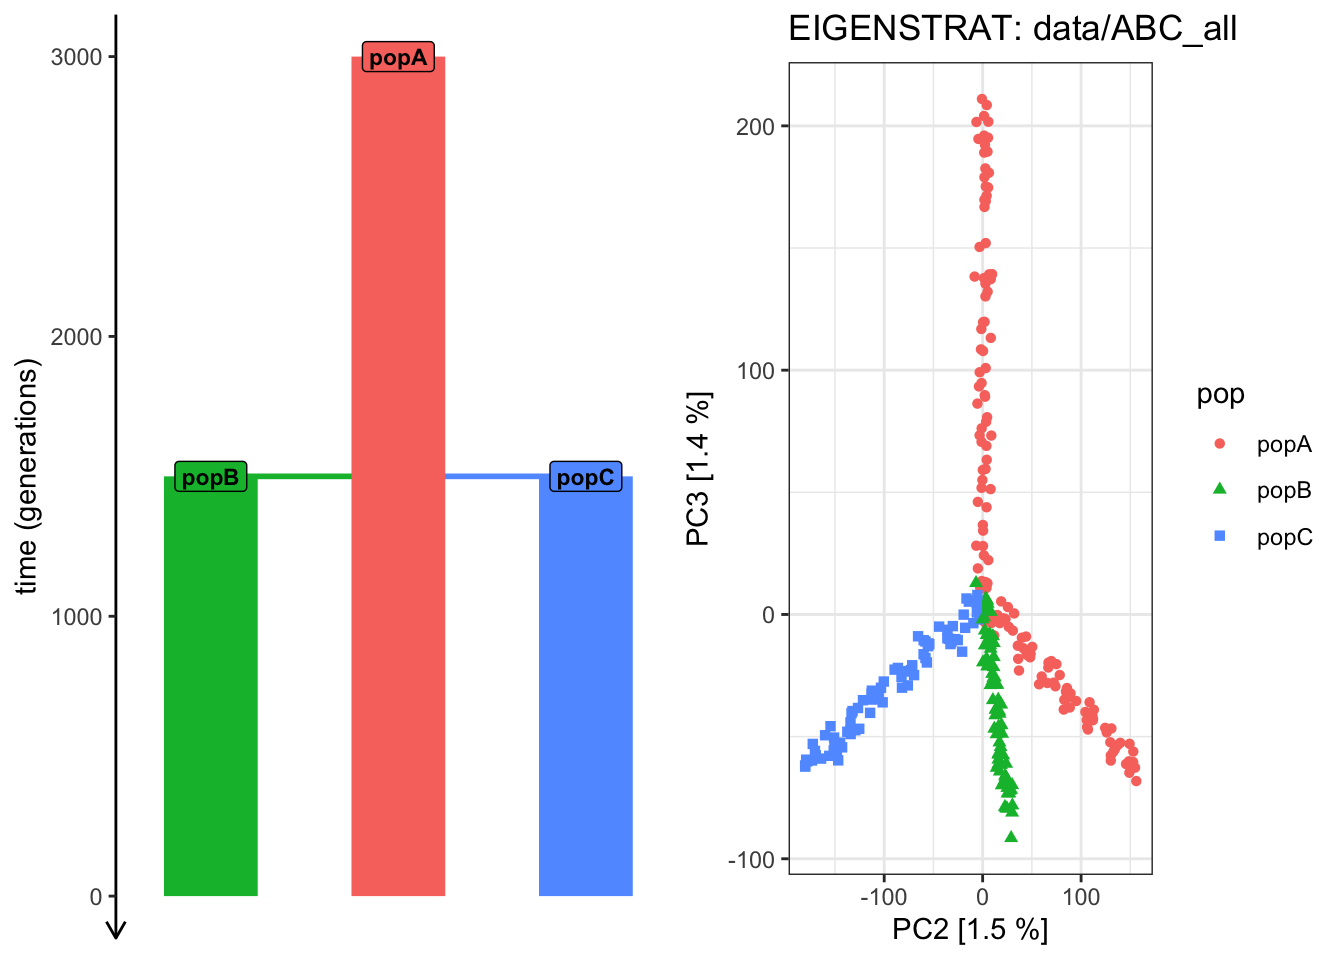 time (generations)
3000
2000
1000
0
popA
popB
popC
EIGENSTRAT: data/ABC_all
PC3 [1.4 %]
200
100
0
-100
-100
0
100
PC2 [1.5 %]
pop
popA
popB
popC